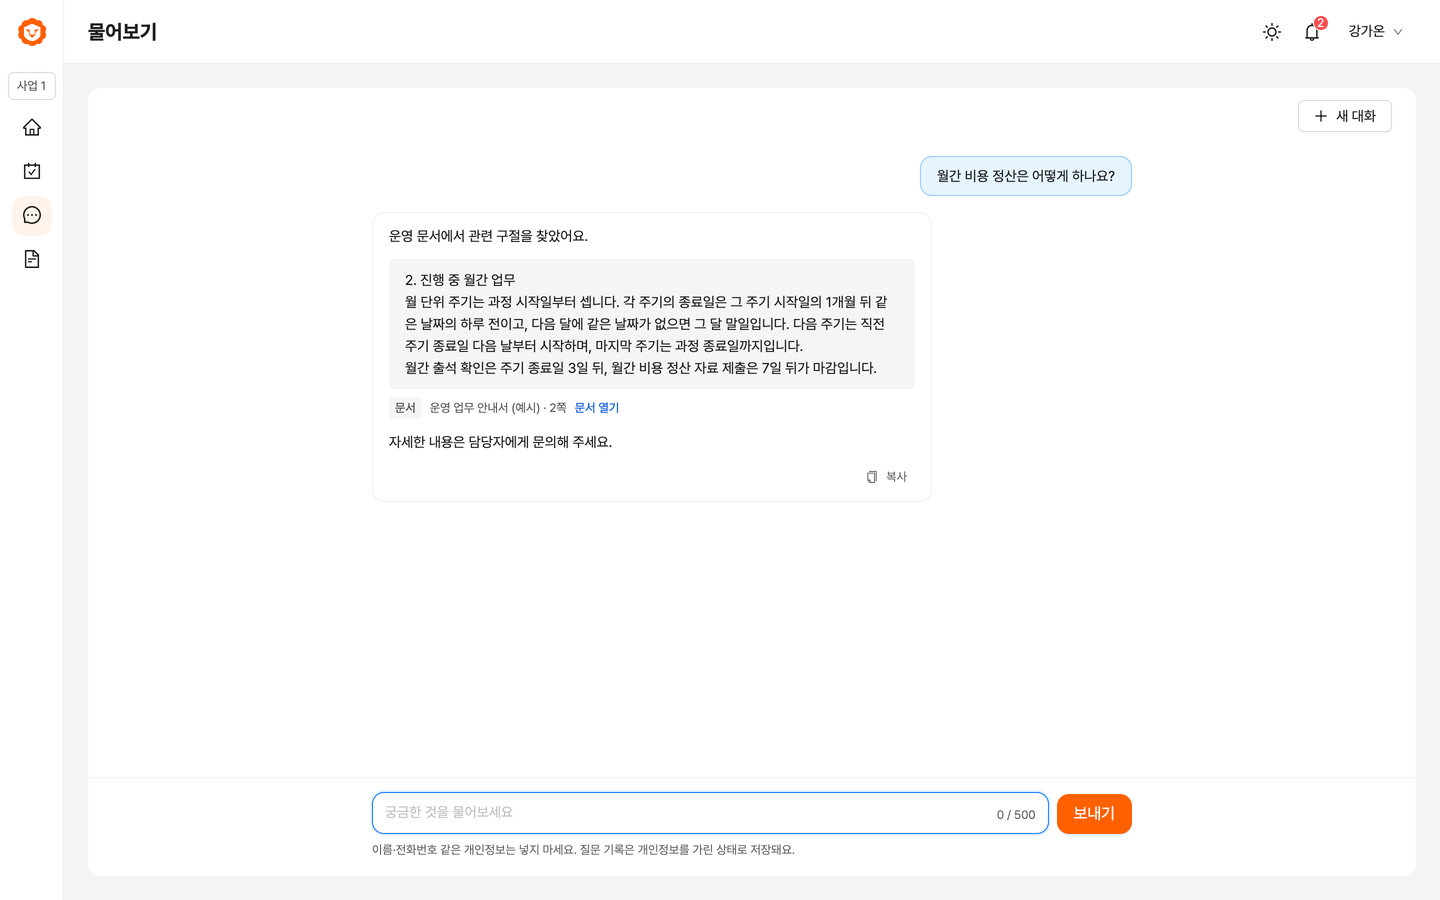 물어보기
2
강가온
사업 1
새 대화
월간 비용 정산은 어떻게 하나요?
운영 문서에서 관련 구절을 찾았어요.
2. 진행 중 월간 업무
월 단위 주기는 과정 시작일부터 셉니다. 각 주기의 종료일은 그 주기 시작일의 1개월 뒤 같
은 날짜의 하루 전이고, 다음 달에 같은 날짜가 없으면 그 달 말일입니다. 다음 주기는 직전
주기 종료일 다음 날부터 시작하며, 마지막 주기는 과정 종료일까지입니다.
월간 출석 확인은 주기 종료일 3일 뒤, 월간 비용 정산 자료 제출은 7일 뒤가 마감입니다.
문서 운영 업무 안내서 (예시) · 2쪽 문서 열기
자세한 내용은 담당자에게 문의해 주세요.
복사
궁금한 것을 물어보세요
0 / 500
보내기
이름·전화번호 같은 개인정보는 넣지 마세요. 질문 기록은 개인정보를 가린 상태로 저장돼요.